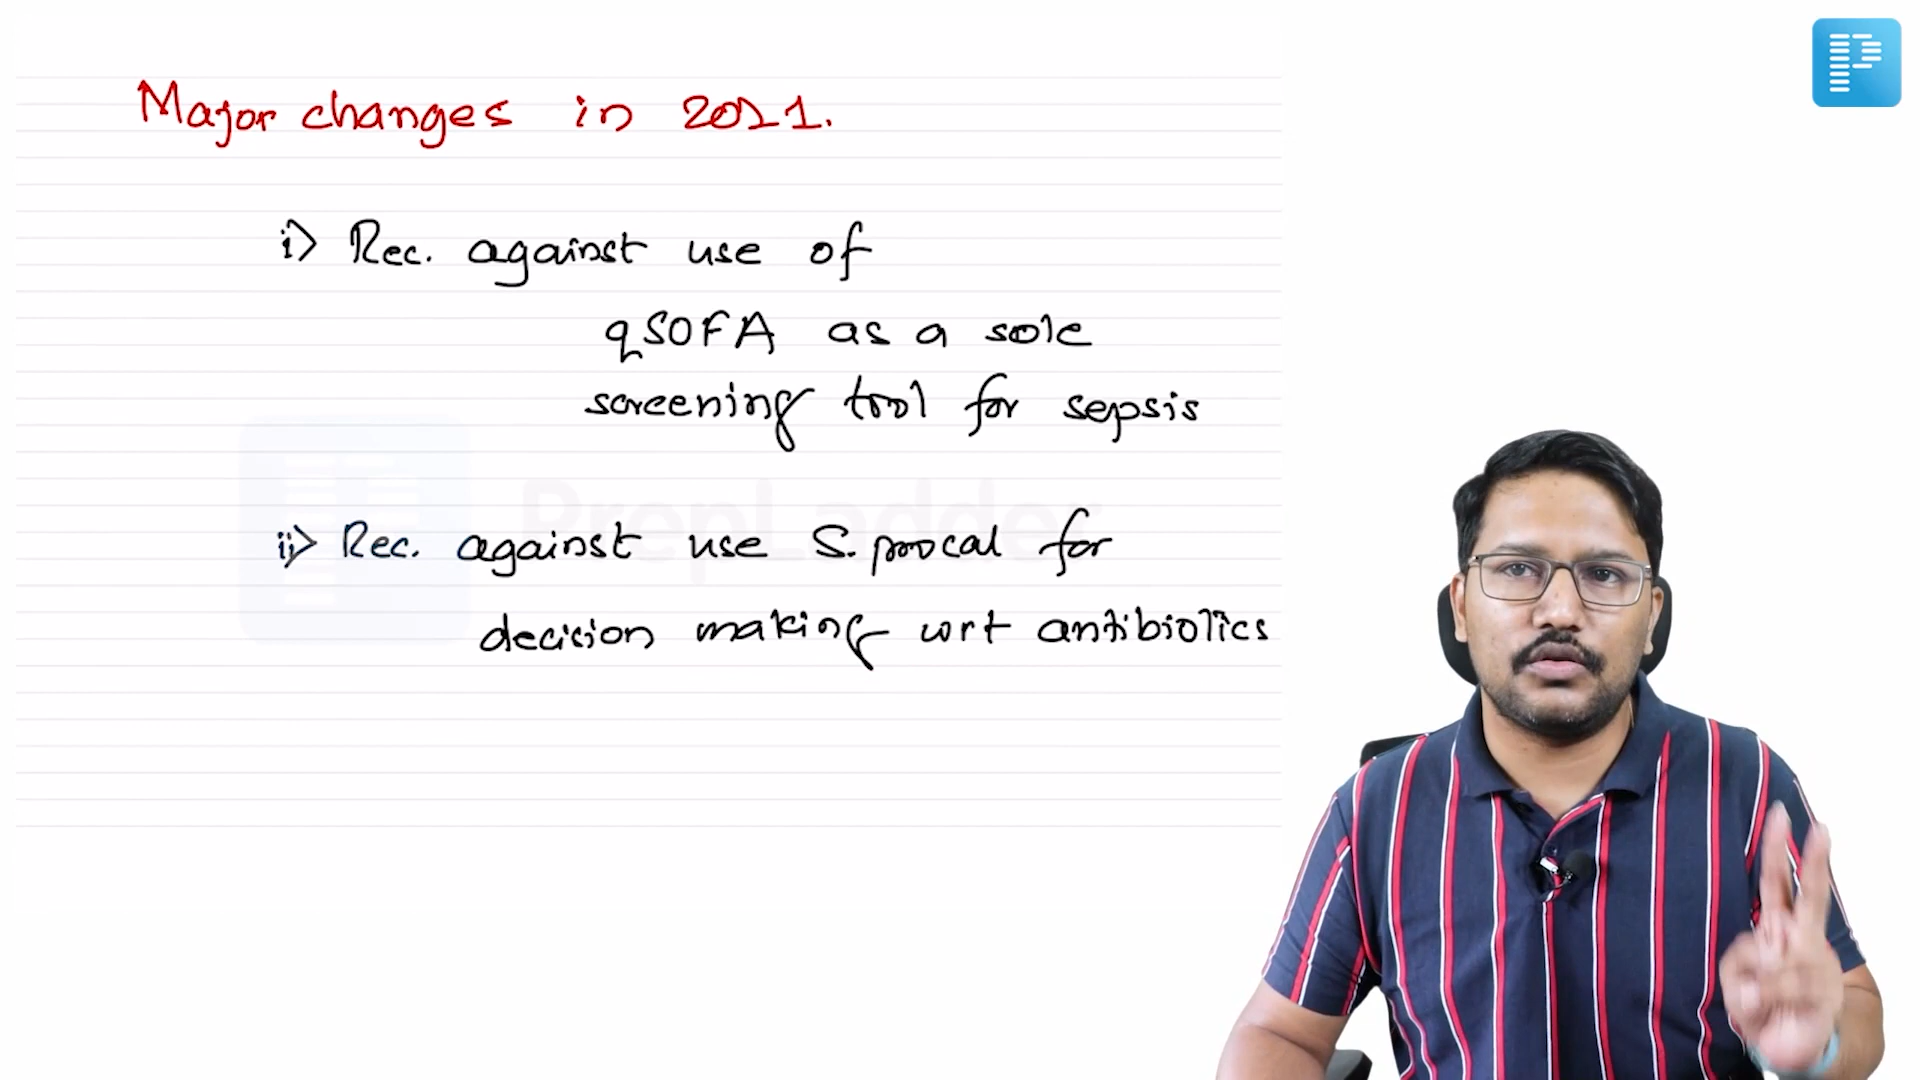 Major changes in 2021.
i) Rec. against use of
qSOFA as a sole
screening tool for sepsis
PrepLadder
ii) Rec. against use S. procal for
decision making wrt antibiotics